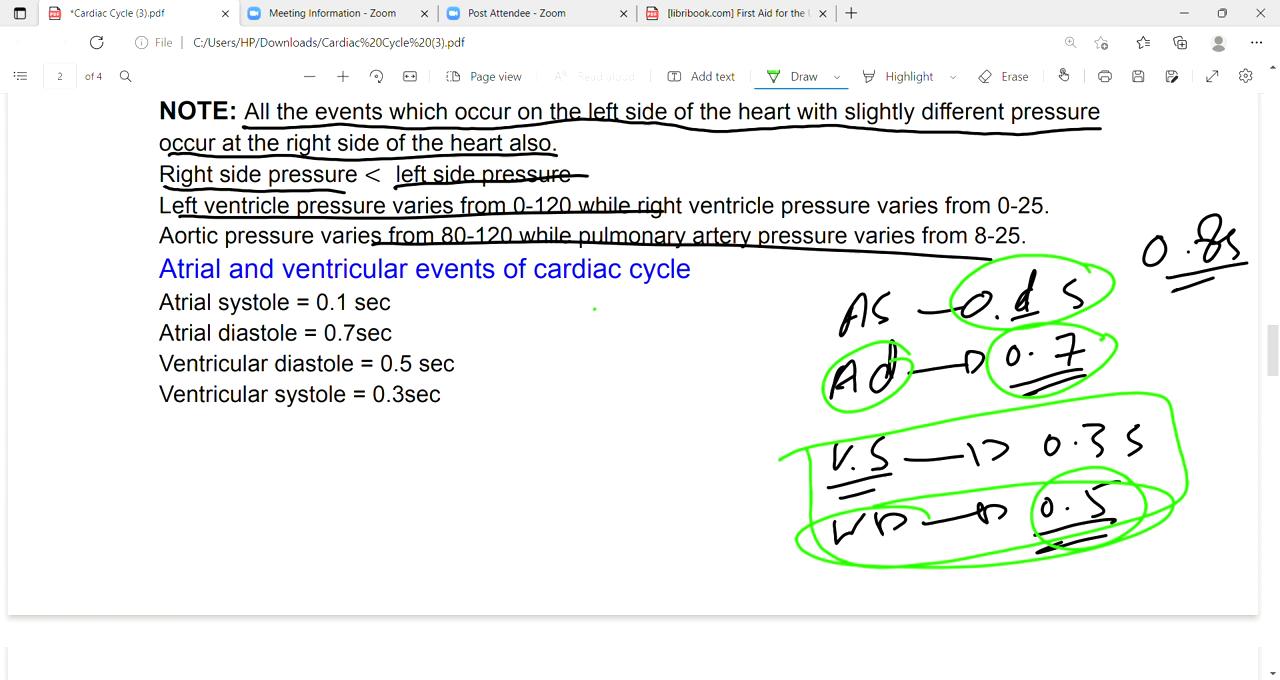 *Cardiac Cycle (3).pdf
Meeting Information - Zoom
Post Attendee - Zoom
[libribook.com] First Aid for the
File
C:/Users/HP/Downloads/Cardiac%20Cycle%20(3).pdf
2 of 4
Page view
Read aloud
Add text
Draw
Highlight
Erase
NOTE: All the events which occur on the left side of the heart with slightly different pressure
occur at the right side of the heart also.
Right side pressure < left side pressure
Left ventricle pressure varies from 0-120 while right ventricle pressure varies from 0-25.
Aortic pressure varies from 80-120 while pulmonary artery pressure varies from 8-25.
0.8s
Atrial and ventricular events of cardiac cycle
Atrial systole = 0.1 sec
Atrial diastole = 0.7sec
Ventricular diastole = 0.5 sec
Ventricular systole = 0.3sec
AS – 0.1 s
Ad → 0.7
V.S → 0.3 s
VD → 0.5